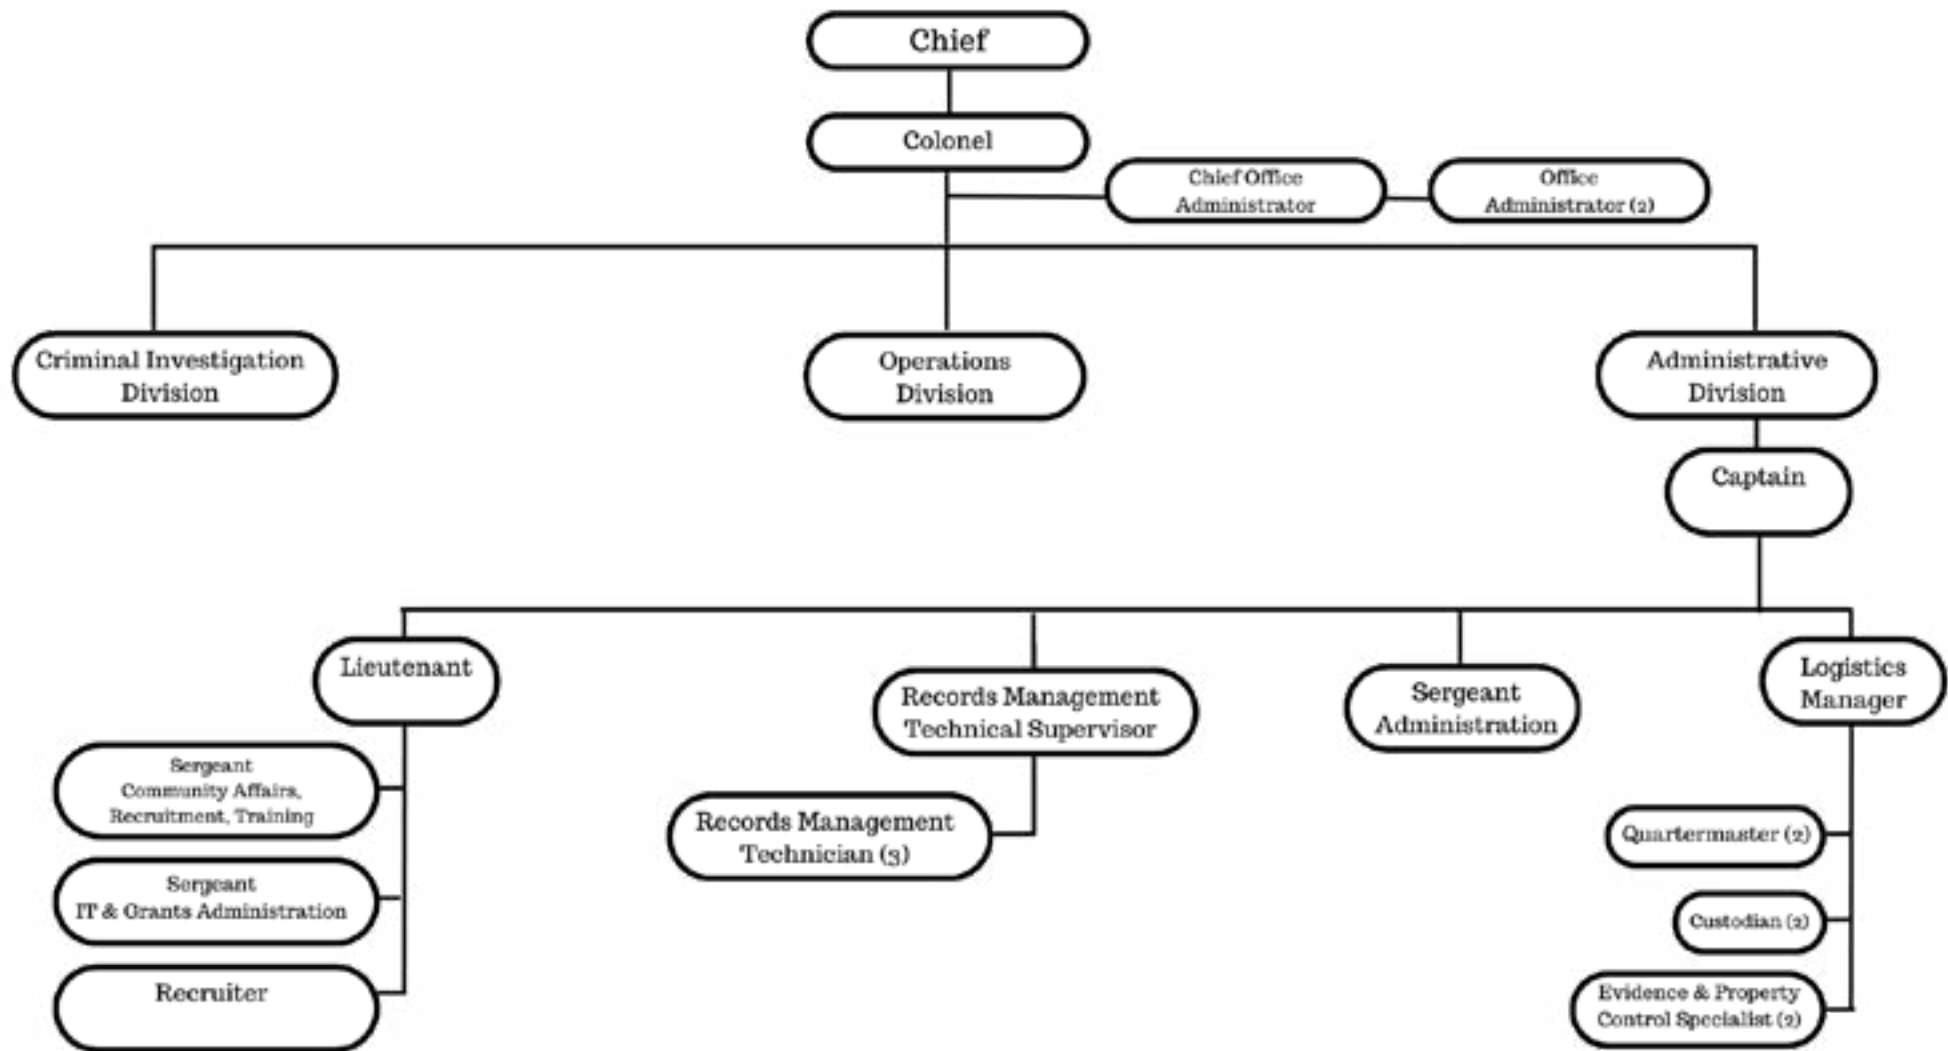 Chief
Colonel
Chief Office
Administrator
Office
Administrator (2)
Criminal Investigation
Division
Operations
Division
Administrative
Division
Captain
Lieutenant
Records Management
Technical Supervisor
Sergeant
Administration
Logistics
Manager
Sergeant
Community Affairs,
Recruitment, Training
Records Management
Technician (3)
Quartermaster (2)
Sergeant
IT & Grants Administration
Custodian (2)
Recruiter
Evidence & Property
Control Specialist (2)